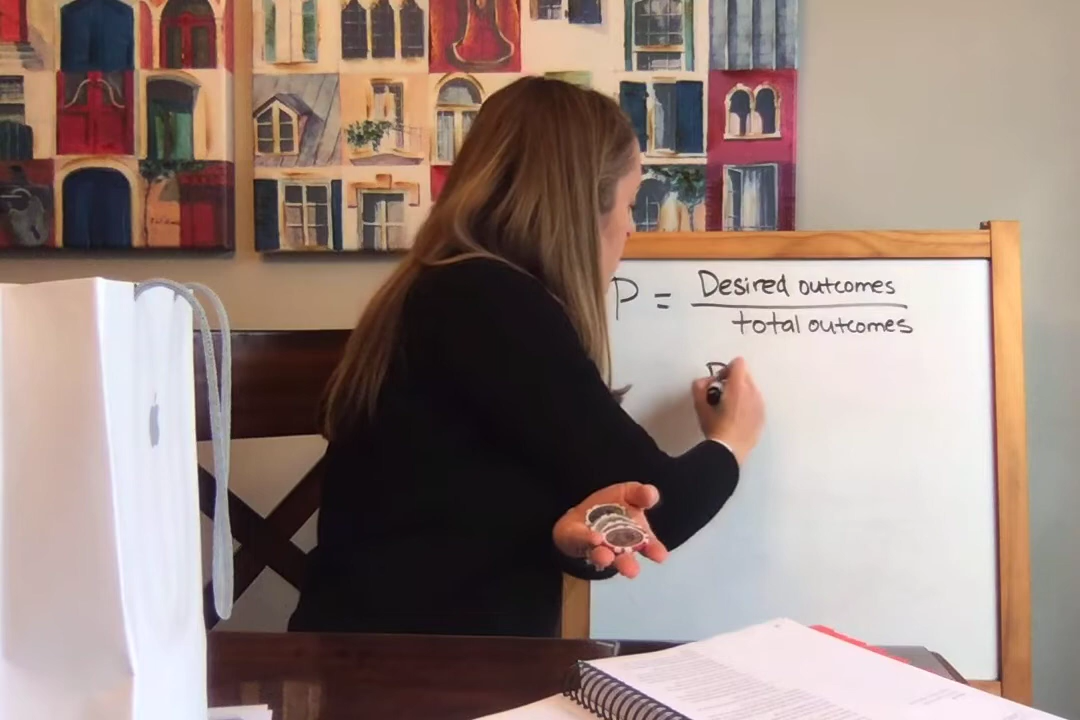 P = Desired outcomes
total outcomes
P